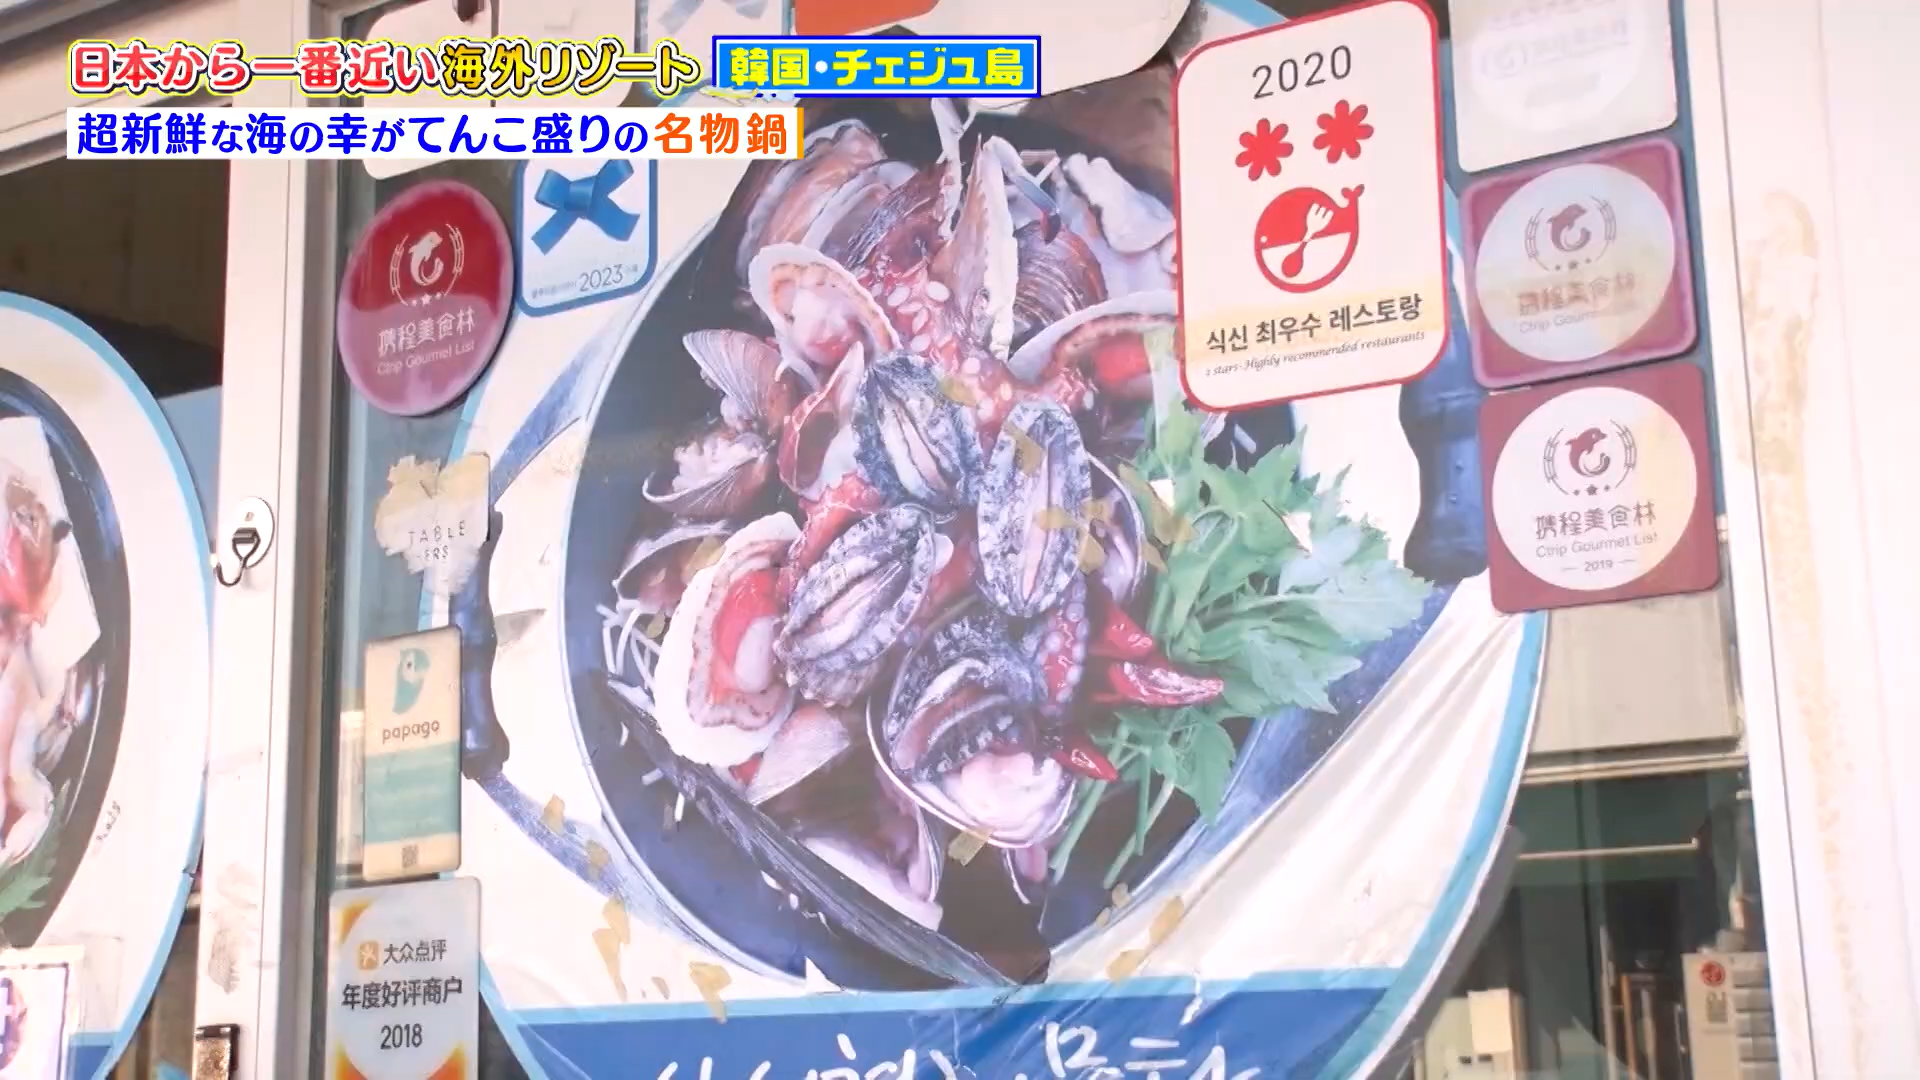 日本から一番近い海外リゾート 韓国・チェジュ島
超新鮮な海の幸がてんこ盛りの名物鍋
2020
식신 최우수 레스토랑
2 stars-Highly recommended restaurants
2023
携程美食林
Ctrip Gourmet List
携程美食林
Ctrip Gourmet List
携程美食林
Ctrip Gourmet List
2019
TABLE
papago
大众点评
年度好评商户
2018